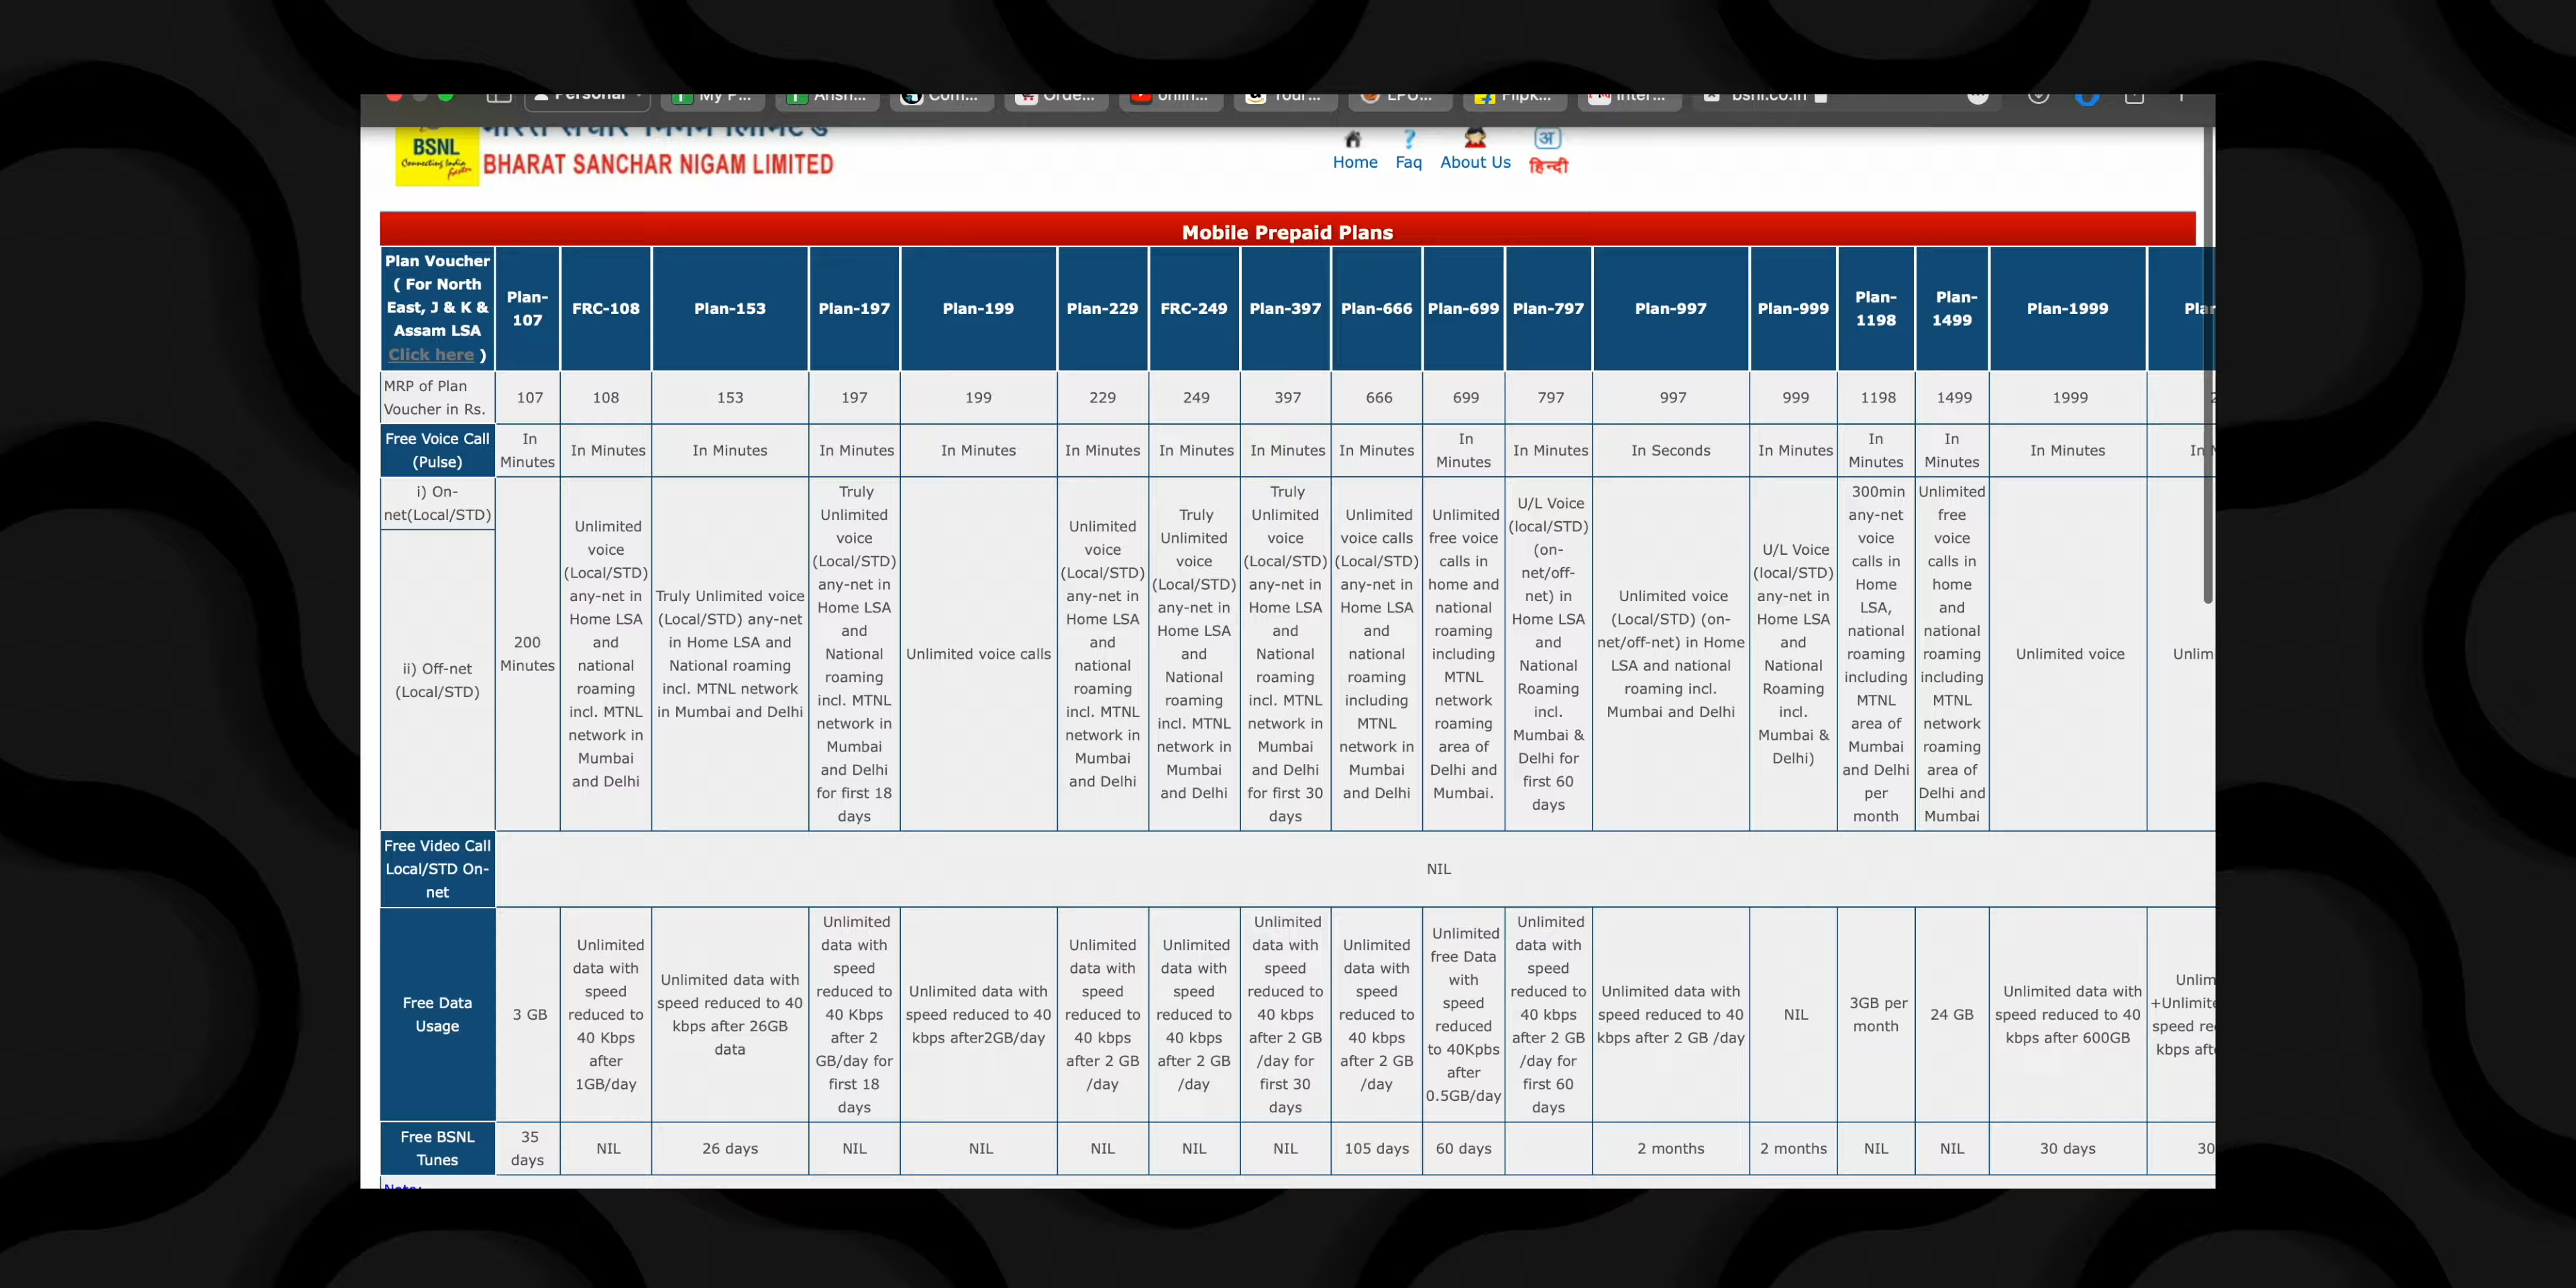 My P...
Com...
Orde...
Your...
LPU...
Flipk...
Inter...
bsnl.co.in
BSNL
Connecting India
faster
BHARAT SANCHAR NIGAM LIMITED
Home
Faq
About Us
अ
हिन्दी
Mobile Prepaid Plans
Plan Voucher
( For North
East, J & K &
Assam LSA
Click here )
Plan-
107
FRC-108
Plan-153
Plan-197
Plan-199
Plan-229
FRC-249
Plan-397
Plan-666
Plan-699
Plan-797
Plan-997
Plan-999
Plan-
1198
Plan-
1499
Plan-1999
MRP of Plan
Voucher in Rs.
107
108
153
197
199
229
249
397
666
699
797
997
999
1198
1499
1999
Free Voice Call
(Pulse)
In
Minutes
In Minutes
In Minutes
In Minutes
In Minutes
In Minutes
In Minutes
In Minutes
In Minutes
In
Minutes
In Minutes
In Seconds
In Minutes
In
Minutes
In
Minutes
In Minutes
In
i) On-
net(Local/STD)
ii) Off-net
(Local/STD)
200
Minutes
Unlimited
voice
(Local/STD)
any-net in
Home LSA
and
national
roaming
incl. MTNL
network in
Mumbai
and Delhi
Truly Unlimited voice
(Local/STD) any-net
in Home LSA and
National roaming
incl. MTNL network
in Mumbai and Delhi
Truly
Unlimited
voice
(Local/STD)
any-net in
Home LSA
and
National
roaming
incl. MTNL
network in
Mumbai
and Delhi
for first 18
days
Unlimited voice calls
Unlimited
voice
(Local/STD)
any-net in
Home LSA
and
national
roaming
incl. MTNL
network in
Mumbai
and Delhi
Truly
Unlimited
voice
(Local/STD)
any-net in
Home LSA
and
National
roaming
incl. MTNL
network in
Mumbai
and Delhi
Truly
Unlimited
voice
(Local/STD)
any-net in
Home LSA
and
National
roaming
incl. MTNL
network in
Mumbai
and Delhi
for first 30
days
Unlimited
voice calls
(Local/STD)
any-net in
Home LSA
and
national
roaming
including
MTNL
network in
Mumbai
and Delhi
Unlimited
free voice
calls in
home and
national
roaming
including
MTNL
network
roaming
area of
Delhi and
Mumbai.
U/L Voice
(local/STD)
(on-
net/off-
net) in
Home LSA
and
National
Roaming
incl.
Mumbai &
Delhi for
first 60
days
Unlimited voice
(Local/STD) (on-
net/off-net) in Home
LSA and national
roaming incl.
Mumbai and Delhi
U/L Voice
(local/STD)
any-net in
Home LSA
and
National
Roaming
incl.
Mumbai &
Delhi)
300min
any-net
voice
calls in
Home
LSA,
national
roaming
including
MTNL
area of
Mumbai
and Delhi
per
month
Unlimited
free
voice
calls in
home
and
national
roaming
including
MTNL
network
roaming
area of
Delhi and
Mumbai
Unlimited voice
Unlim
Free Video Call
Local/STD On-
net
NIL
Free Data
Usage
3 GB
Unlimited
data with
speed
reduced to
40 Kbps
after
1GB/day
Unlimited data with
speed reduced to 40
kbps after 26GB
data
Unlimited
data with
speed
reduced to
40 Kbps
after 2
GB/day for
first 18
days
Unlimited data with
speed reduced to 40
kbps after2GB/day
Unlimited
data with
speed
reduced to
40 kbps
after 2 GB
/day
Unlimited
data with
speed
reduced to
40 kbps
after 2 GB
/day
Unlimited
data with
speed
reduced to
40 kbps
after 2 GB
/day for
first 30
days
Unlimited
data with
speed
reduced to
40 kbps
after 2 GB
/day
Unlimited
free Data
with
speed
reduced
to 40Kpbs
after
0.5GB/day
Unlimited
data with
speed
reduced to
40 kbps
after 2 GB
/day for
first 60
days
Unlimited data with
speed reduced to 40
kbps after 2 GB /day
NIL
3GB per
month
24 GB
Unlimited data with
speed reduced to 40
kbps after 600GB
Unlim
+Unlimite
speed re
kbps aft
Free BSNL
Tunes
35
days
NIL
26 days
NIL
NIL
NIL
NIL
NIL
105 days
60 days
2 months
2 months
NIL
NIL
30 days
30